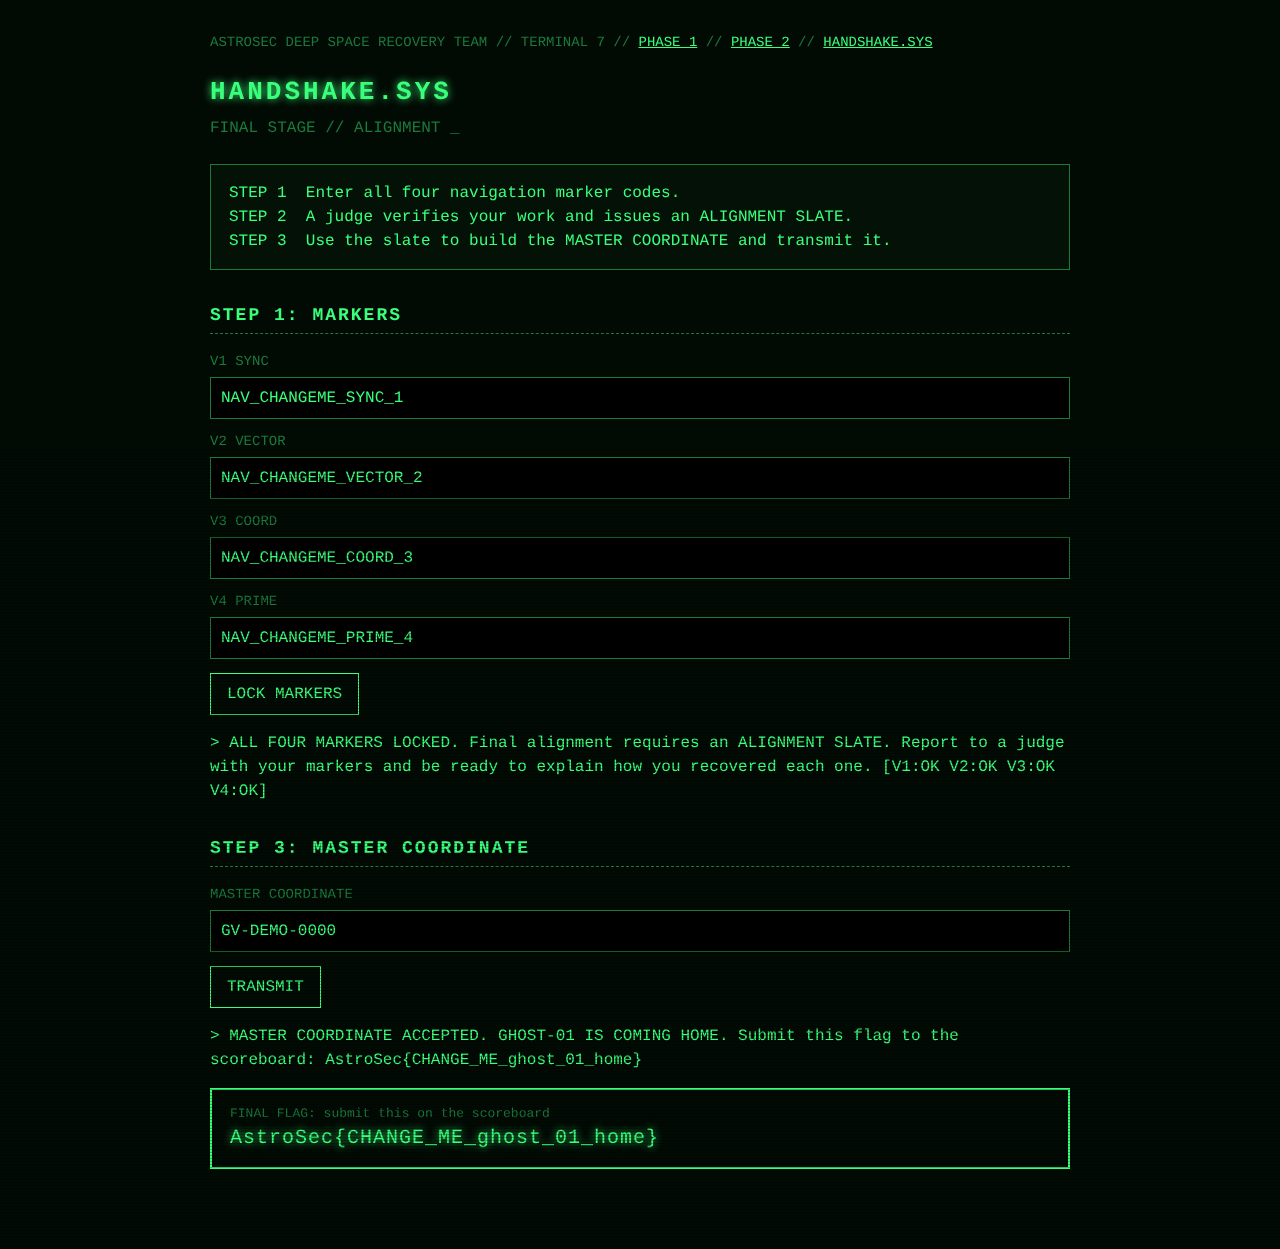 ASTROSEC DEEP SPACE RECOVERY TEAM // TERMINAL 7 // PHASE 1 // PHASE 2 // HANDSHAKE.SYS
HANDSHAKE.SYS
FINAL STAGE // ALIGNMENT _
STEP 1  Enter all four navigation marker codes.
STEP 2  A judge verifies your work and issues an ALIGNMENT SLATE.
STEP 3  Use the slate to build the MASTER COORDINATE and transmit it.
STEP 1: MARKERS
V1 SYNC
NAV_CHANGEME_SYNC_1
V2 VECTOR
NAV_CHANGEME_VECTOR_2
V3 COORD
NAV_CHANGEME_COORD_3
V4 PRIME
NAV_CHANGEME_PRIME_4
LOCK MARKERS
> ALL FOUR MARKERS LOCKED. Final alignment requires an ALIGNMENT SLATE. Report to a judge
with your markers and be ready to explain how you recovered each one. [V1:OK V2:OK V3:OK
V4:OK]
STEP 3: MASTER COORDINATE
MASTER COORDINATE
GV-DEMO-0000
TRANSMIT
> MASTER COORDINATE ACCEPTED. GHOST-01 IS COMING HOME. Submit this flag to the
scoreboard: AstroSec{CHANGE_ME_ghost_01_home}
FINAL FLAG: submit this on the scoreboard
AstroSec{CHANGE_ME_ghost_01_home}